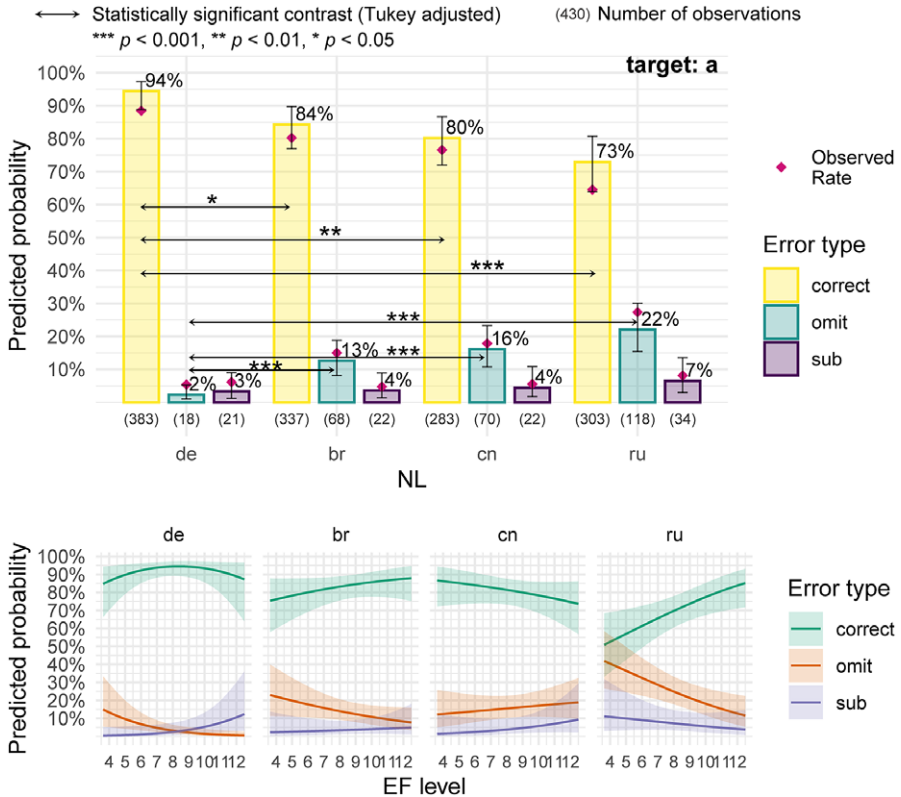 Statistically significant contrast (Tukey adjusted) (430) Number of observations
*** p < 0.001, ** p < 0.01, * p < 0.05
target: a
100%
90%
80%
70%
60%
50%
40%
30%
20%
10%
Predicted probability
94%
84%
80%
73%
*
**
***
***
***
***
2%
3%
13%
4%
16%
4%
22%
7%
(383) (18) (21) (337) (68) (22) (283) (70) (22) (303) (118) (34)
de br cn ru
NL
Observed
Rate
Error type
correct
omit
sub
de br cn ru
100%
90%
80%
70%
60%
50%
40%
30%
20%
10%
Predicted probability
4 5 6 7 8 9 10 11 12 4 5 6 7 8 9 10 11 12 4 5 6 7 8 9 10 11 12 4 5 6 7 8 9 10 11 12
EF level
Error type
correct
omit
sub